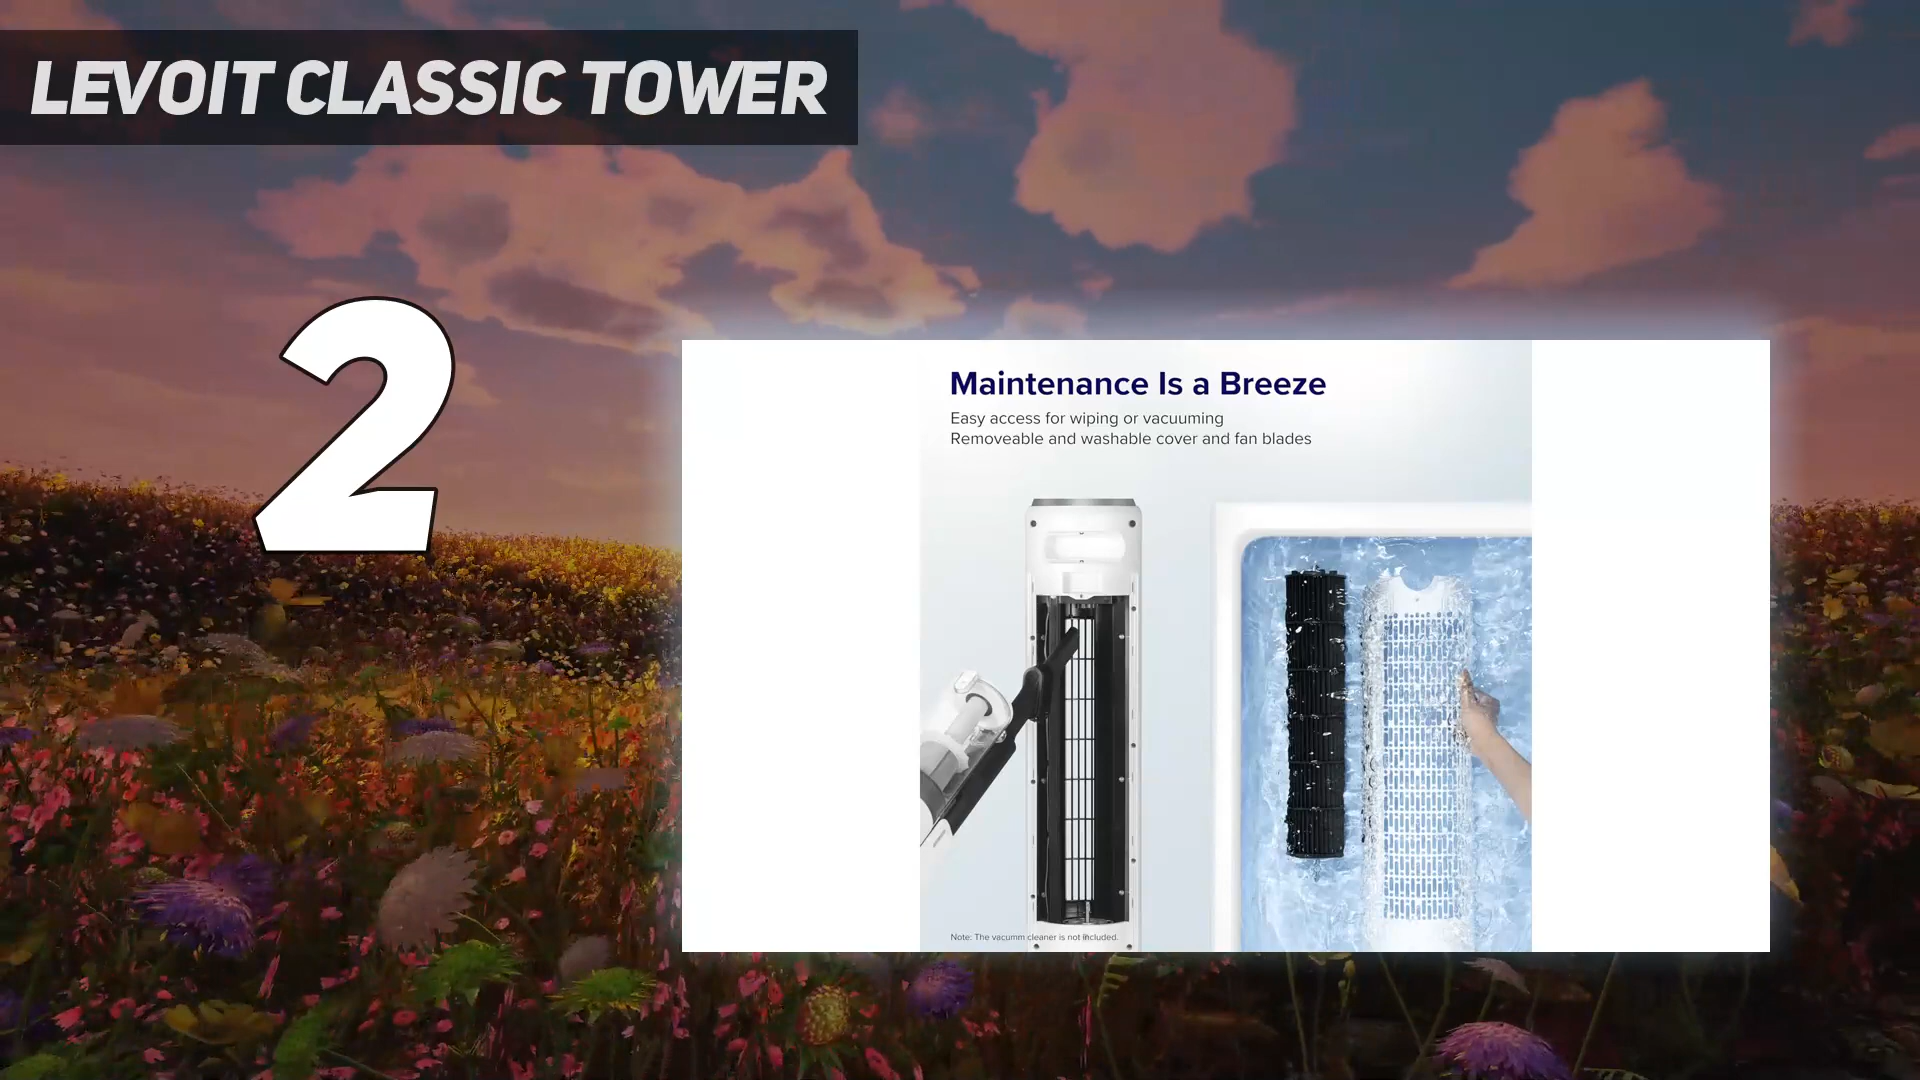 LEVOIT CLASSIC TOWER
2
Maintenance Is a Breeze
Easy access for wiping or vacuuming
Removeable and washable cover and fan blades
Note: The vacumm cleaner is not included.